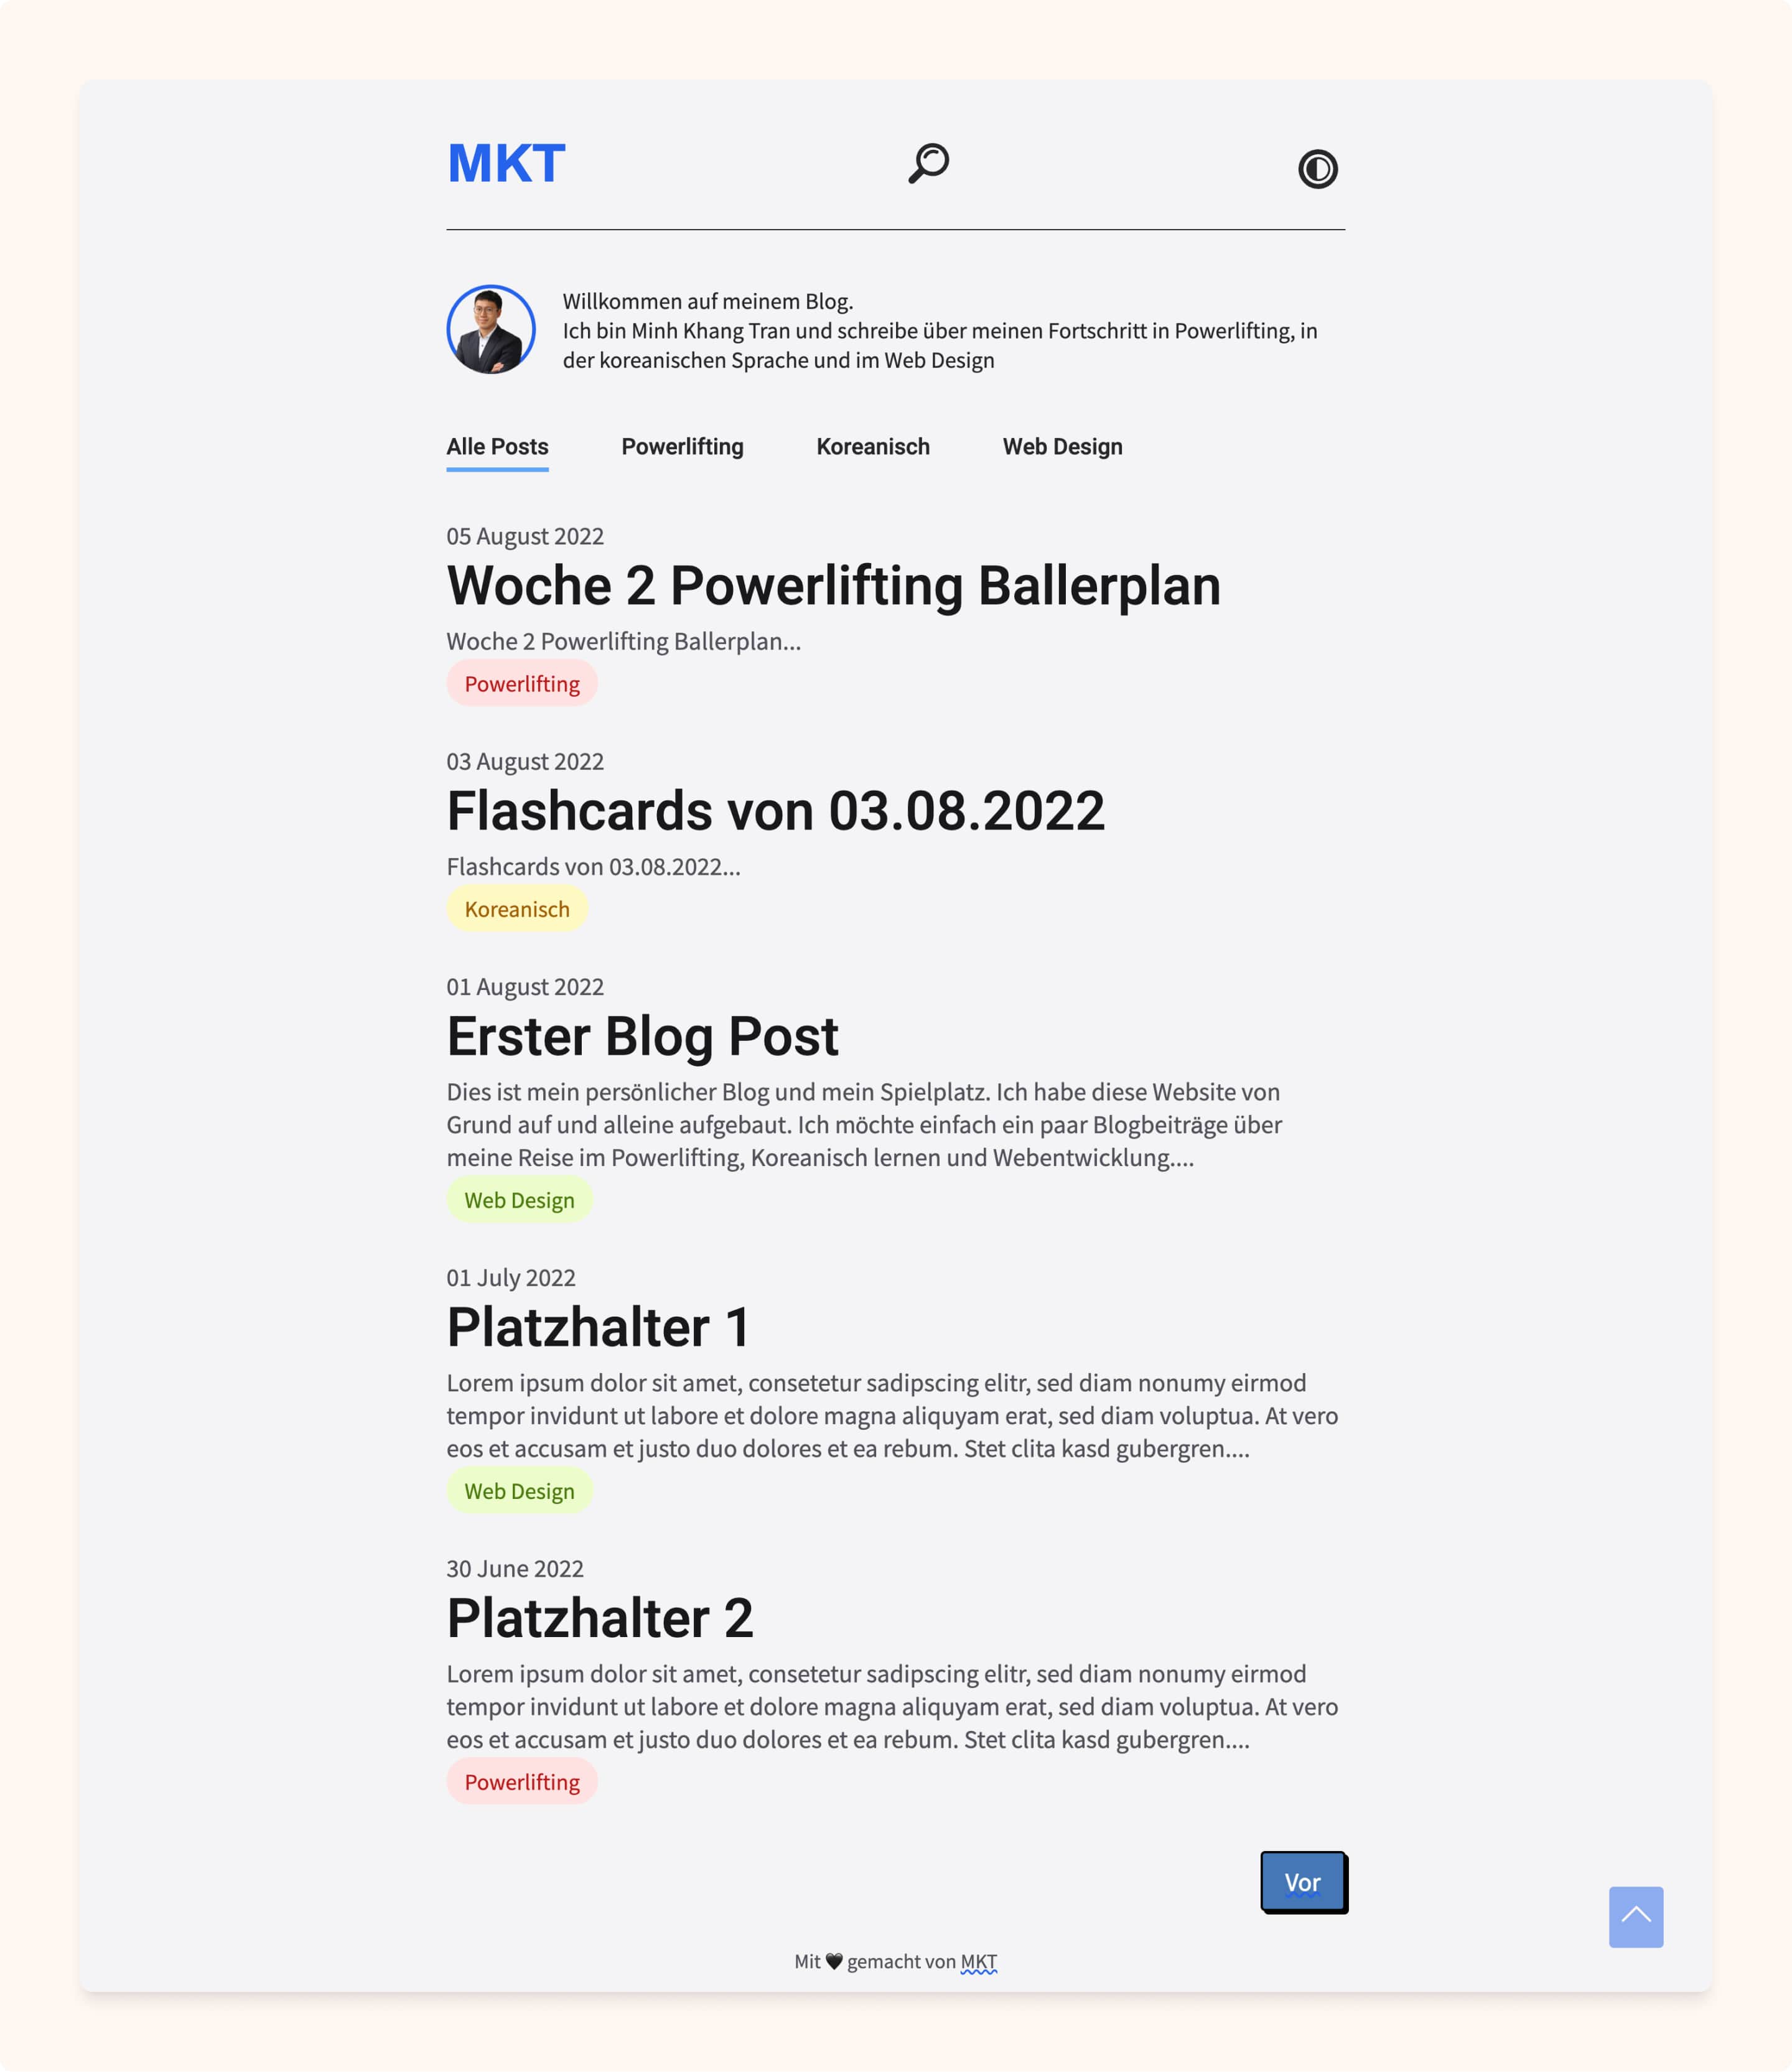 MKT
Willkommen auf meinem Blog.
Ich bin Minh Khang Tran und schreibe über meinen Fortschritt in Powerlifting, in
der koreanischen Sprache und im Web Design
Alle Posts Powerlifting Koreanisch Web Design
05 August 2022
Woche 2 Powerlifting Ballerplan
Woche 2 Powerlifting Ballerplan...
Powerlifting
03 August 2022
Flashcards von 03.08.2022
Flashcards von 03.08.2022...
Koreanisch
01 August 2022
Erster Blog Post
Dies ist mein persönlicher Blog und mein Spielplatz. Ich habe diese Website von
Grund auf und alleine aufgebaut. Ich möchte einfach ein paar Blogbeiträge über
meine Reise im Powerlifting, Koreanisch lernen und Webentwicklung....
Web Design
01 July 2022
Platzhalter 1
Lorem ipsum dolor sit amet, consetetur sadipscing elitr, sed diam nonumy eirmod
tempor invidunt ut labore et dolore magna aliquyam erat, sed diam voluptua. At vero
eos et accusam et justo duo dolores et ea rebum. Stet clita kasd gubergren....
Web Design
30 June 2022
Platzhalter 2
Lorem ipsum dolor sit amet, consetetur sadipscing elitr, sed diam nonumy eirmod
tempor invidunt ut labore et dolore magna aliquyam erat, sed diam voluptua. At vero
eos et accusam et justo duo dolores et ea rebum. Stet clita kasd gubergren....
Powerlifting
Vor
Mit 🖤 gemacht von MKT